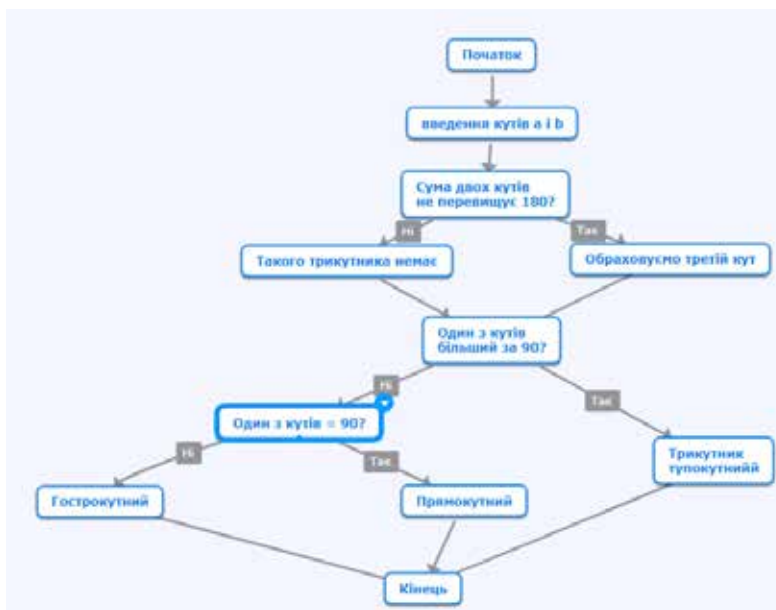 Початок
введення кутів a i b
Сума двох кутів
не перевищує 180?
Ні
Так
Такого трикутника немає
Обраховуємо третій кут
Один з кутів
більший за 90?
Ні
Так
Один з кутів = 90?
Ні
Так
Трикутник
тупокутнийй
Гострокутний
Прямокутний
Кінець